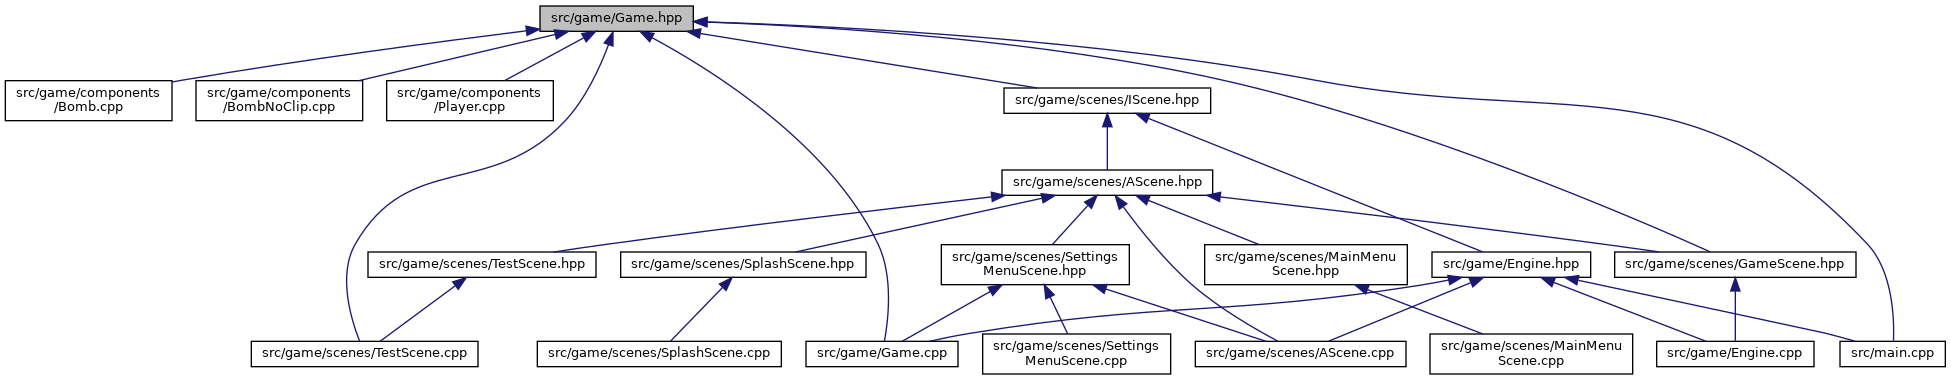 src/game/Game.hpp
src/game/components
/Bomb.cpp
src/game/components
/BombNoClip.cpp
src/game/components
/Player.cpp
src/game/scenes/IScene.hpp
src/game/scenes/AScene.hpp
src/game/scenes/TestScene.hpp
src/game/scenes/SplashScene.hpp
src/game/scenes/Settings
MenuScene.hpp
src/game/scenes/MainMenu
Scene.hpp
src/game/Engine.hpp
src/game/scenes/GameScene.hpp
src/game/scenes/TestScene.cpp
src/game/scenes/SplashScene.cpp
src/game/Game.cpp
src/game/scenes/Settings
MenuScene.cpp
src/game/scenes/AScene.cpp
src/game/scenes/MainMenu
Scene.cpp
src/game/Engine.cpp
src/main.cpp